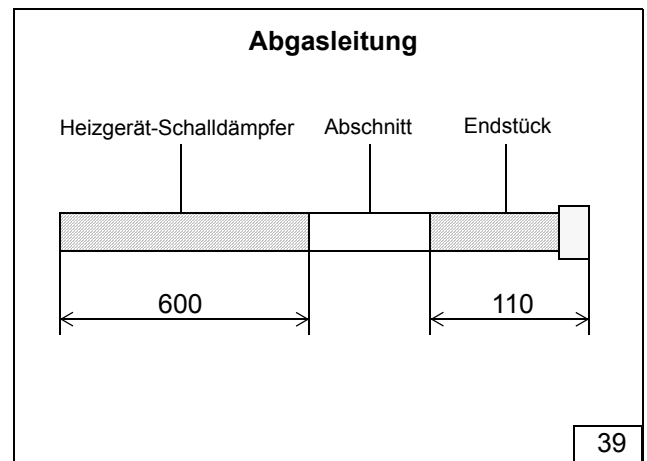 Abgasleitung
Heizgerät-Schalldämpfer Abschnitt Endstück
600 110
39